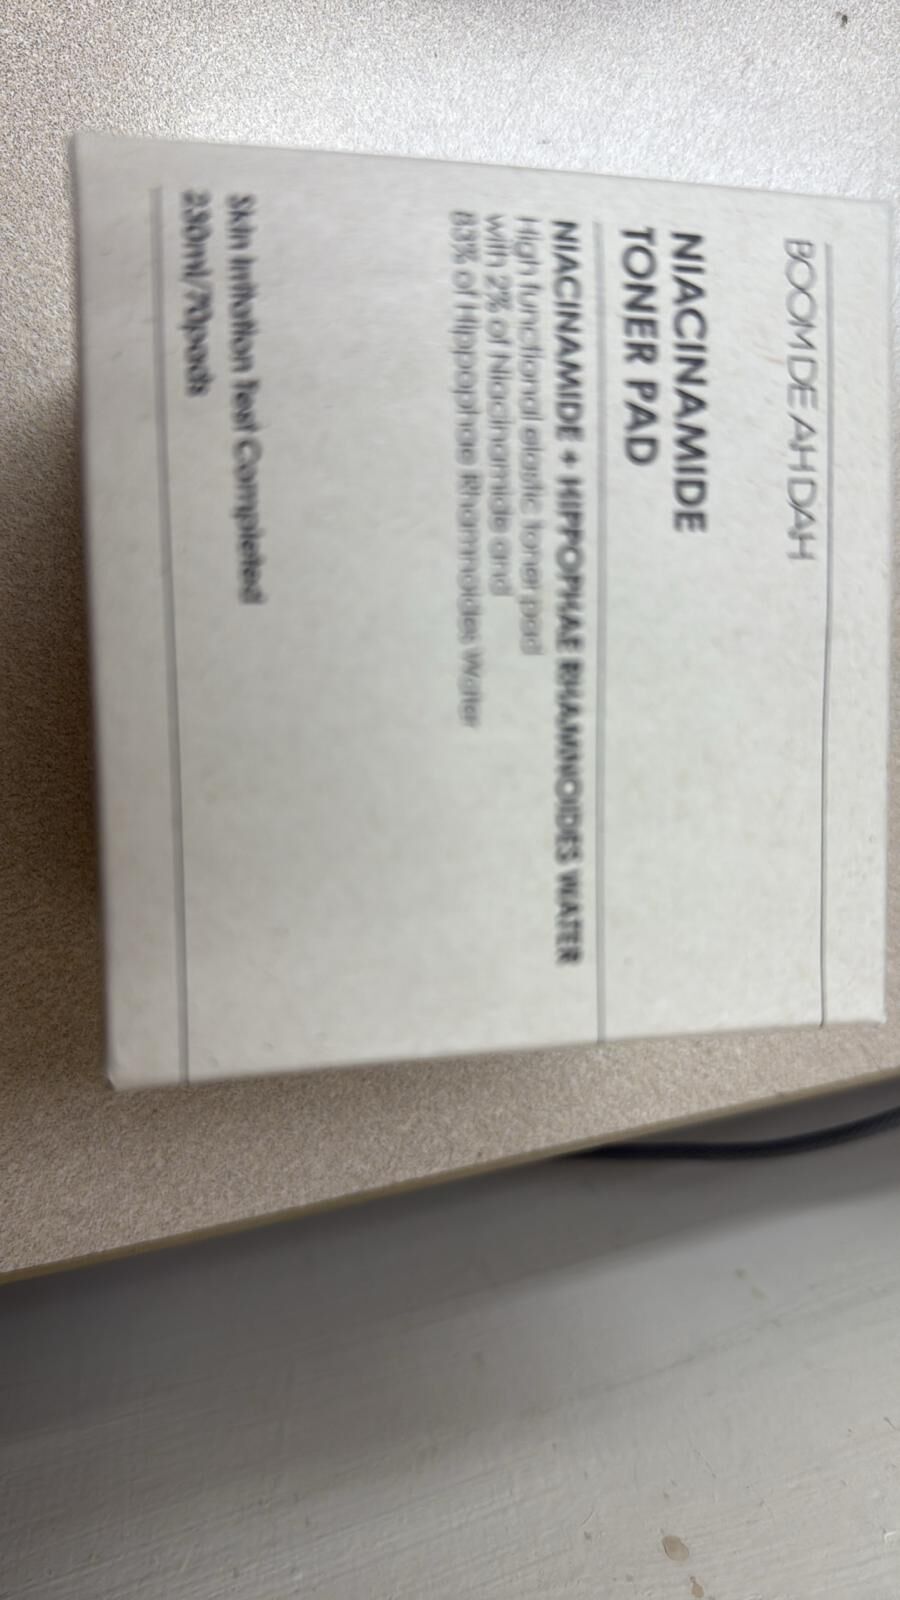 BOOM DE AH DAH
NIACINAMIDE
TONER PAD
NIACINAMIDE + HIPPOPHAE RHAMNOIDES WATER
High functional elastic toner pad
with 2% of Niacinamide and
83% of Hippophae Rhamnoides Water
Skin Irritation Test Completed
250ml/70pads